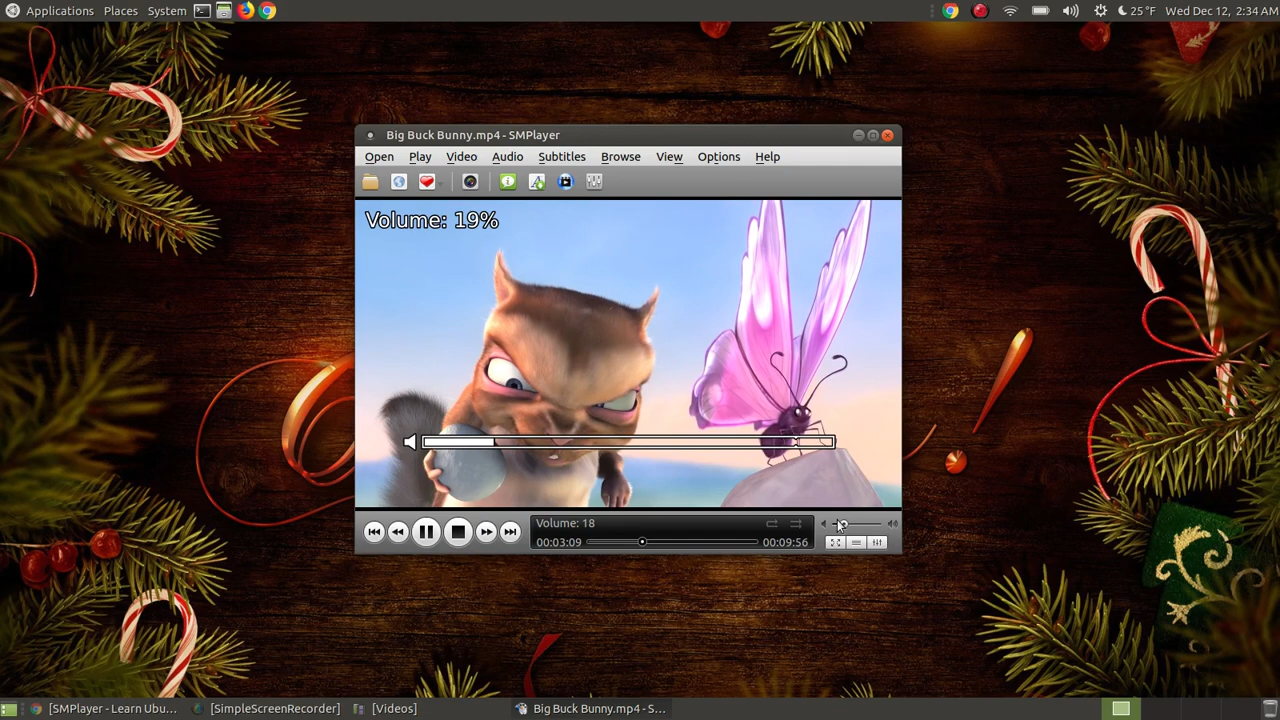 Applications Places System
25 °F Wed Dec 12, 2:34 AM
Big Buck Bunny.mp4 - SMPlayer
Open Play Video Audio Subtitles Browse View Options Help
Volume: 19%
Volume: 18
00:03:09 00:09:56
[SMPlayer - Learn Ubu... [SimpleScreenRecorder] [Videos] Big Buck Bunny.mp4 - S...